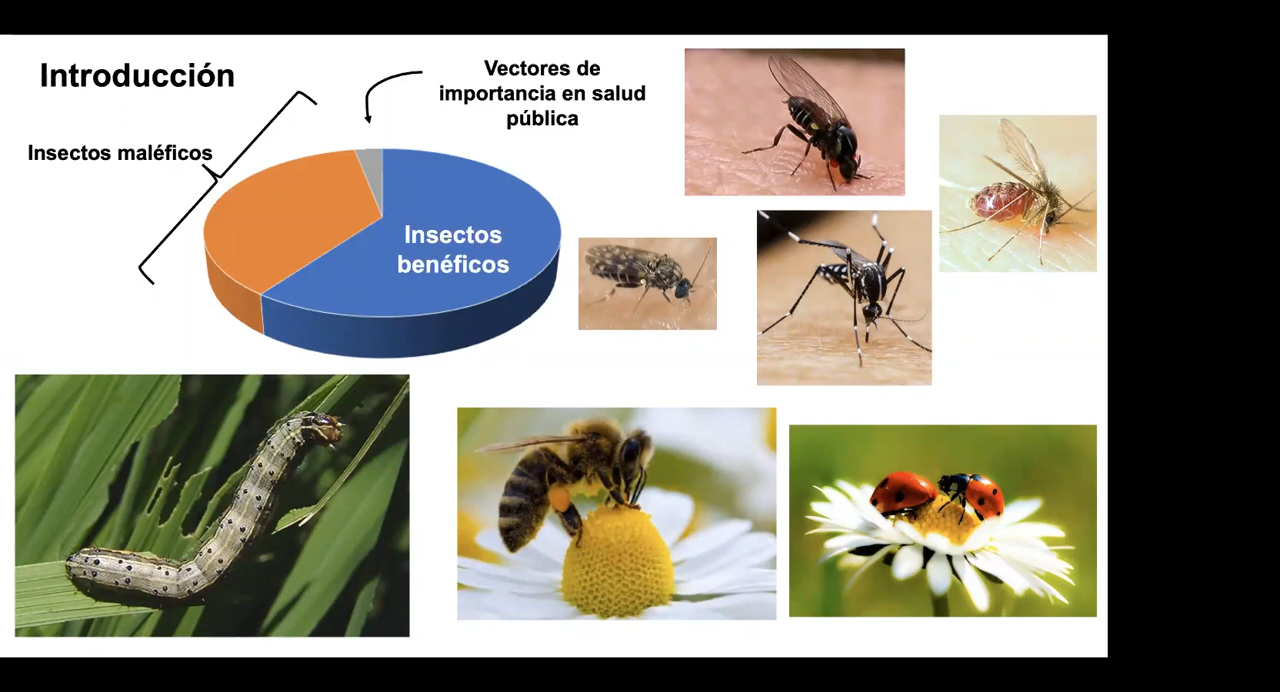 Introducción
Vectores de
importancia en salud
pública
Insectos maléficos
Insectos
benéficos